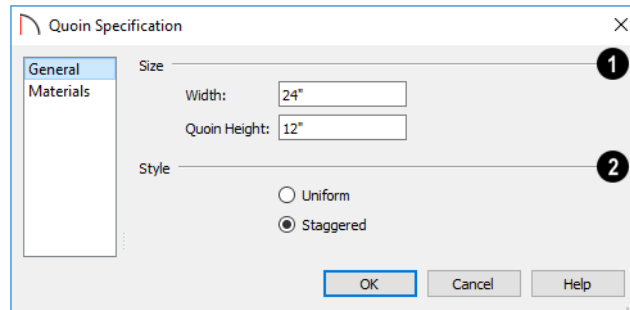 Quoin Specification
General
Materials
Size
1
Width: 24"
Quoin Height: 12"
Style
2
Uniform
Staggered
OK Cancel Help